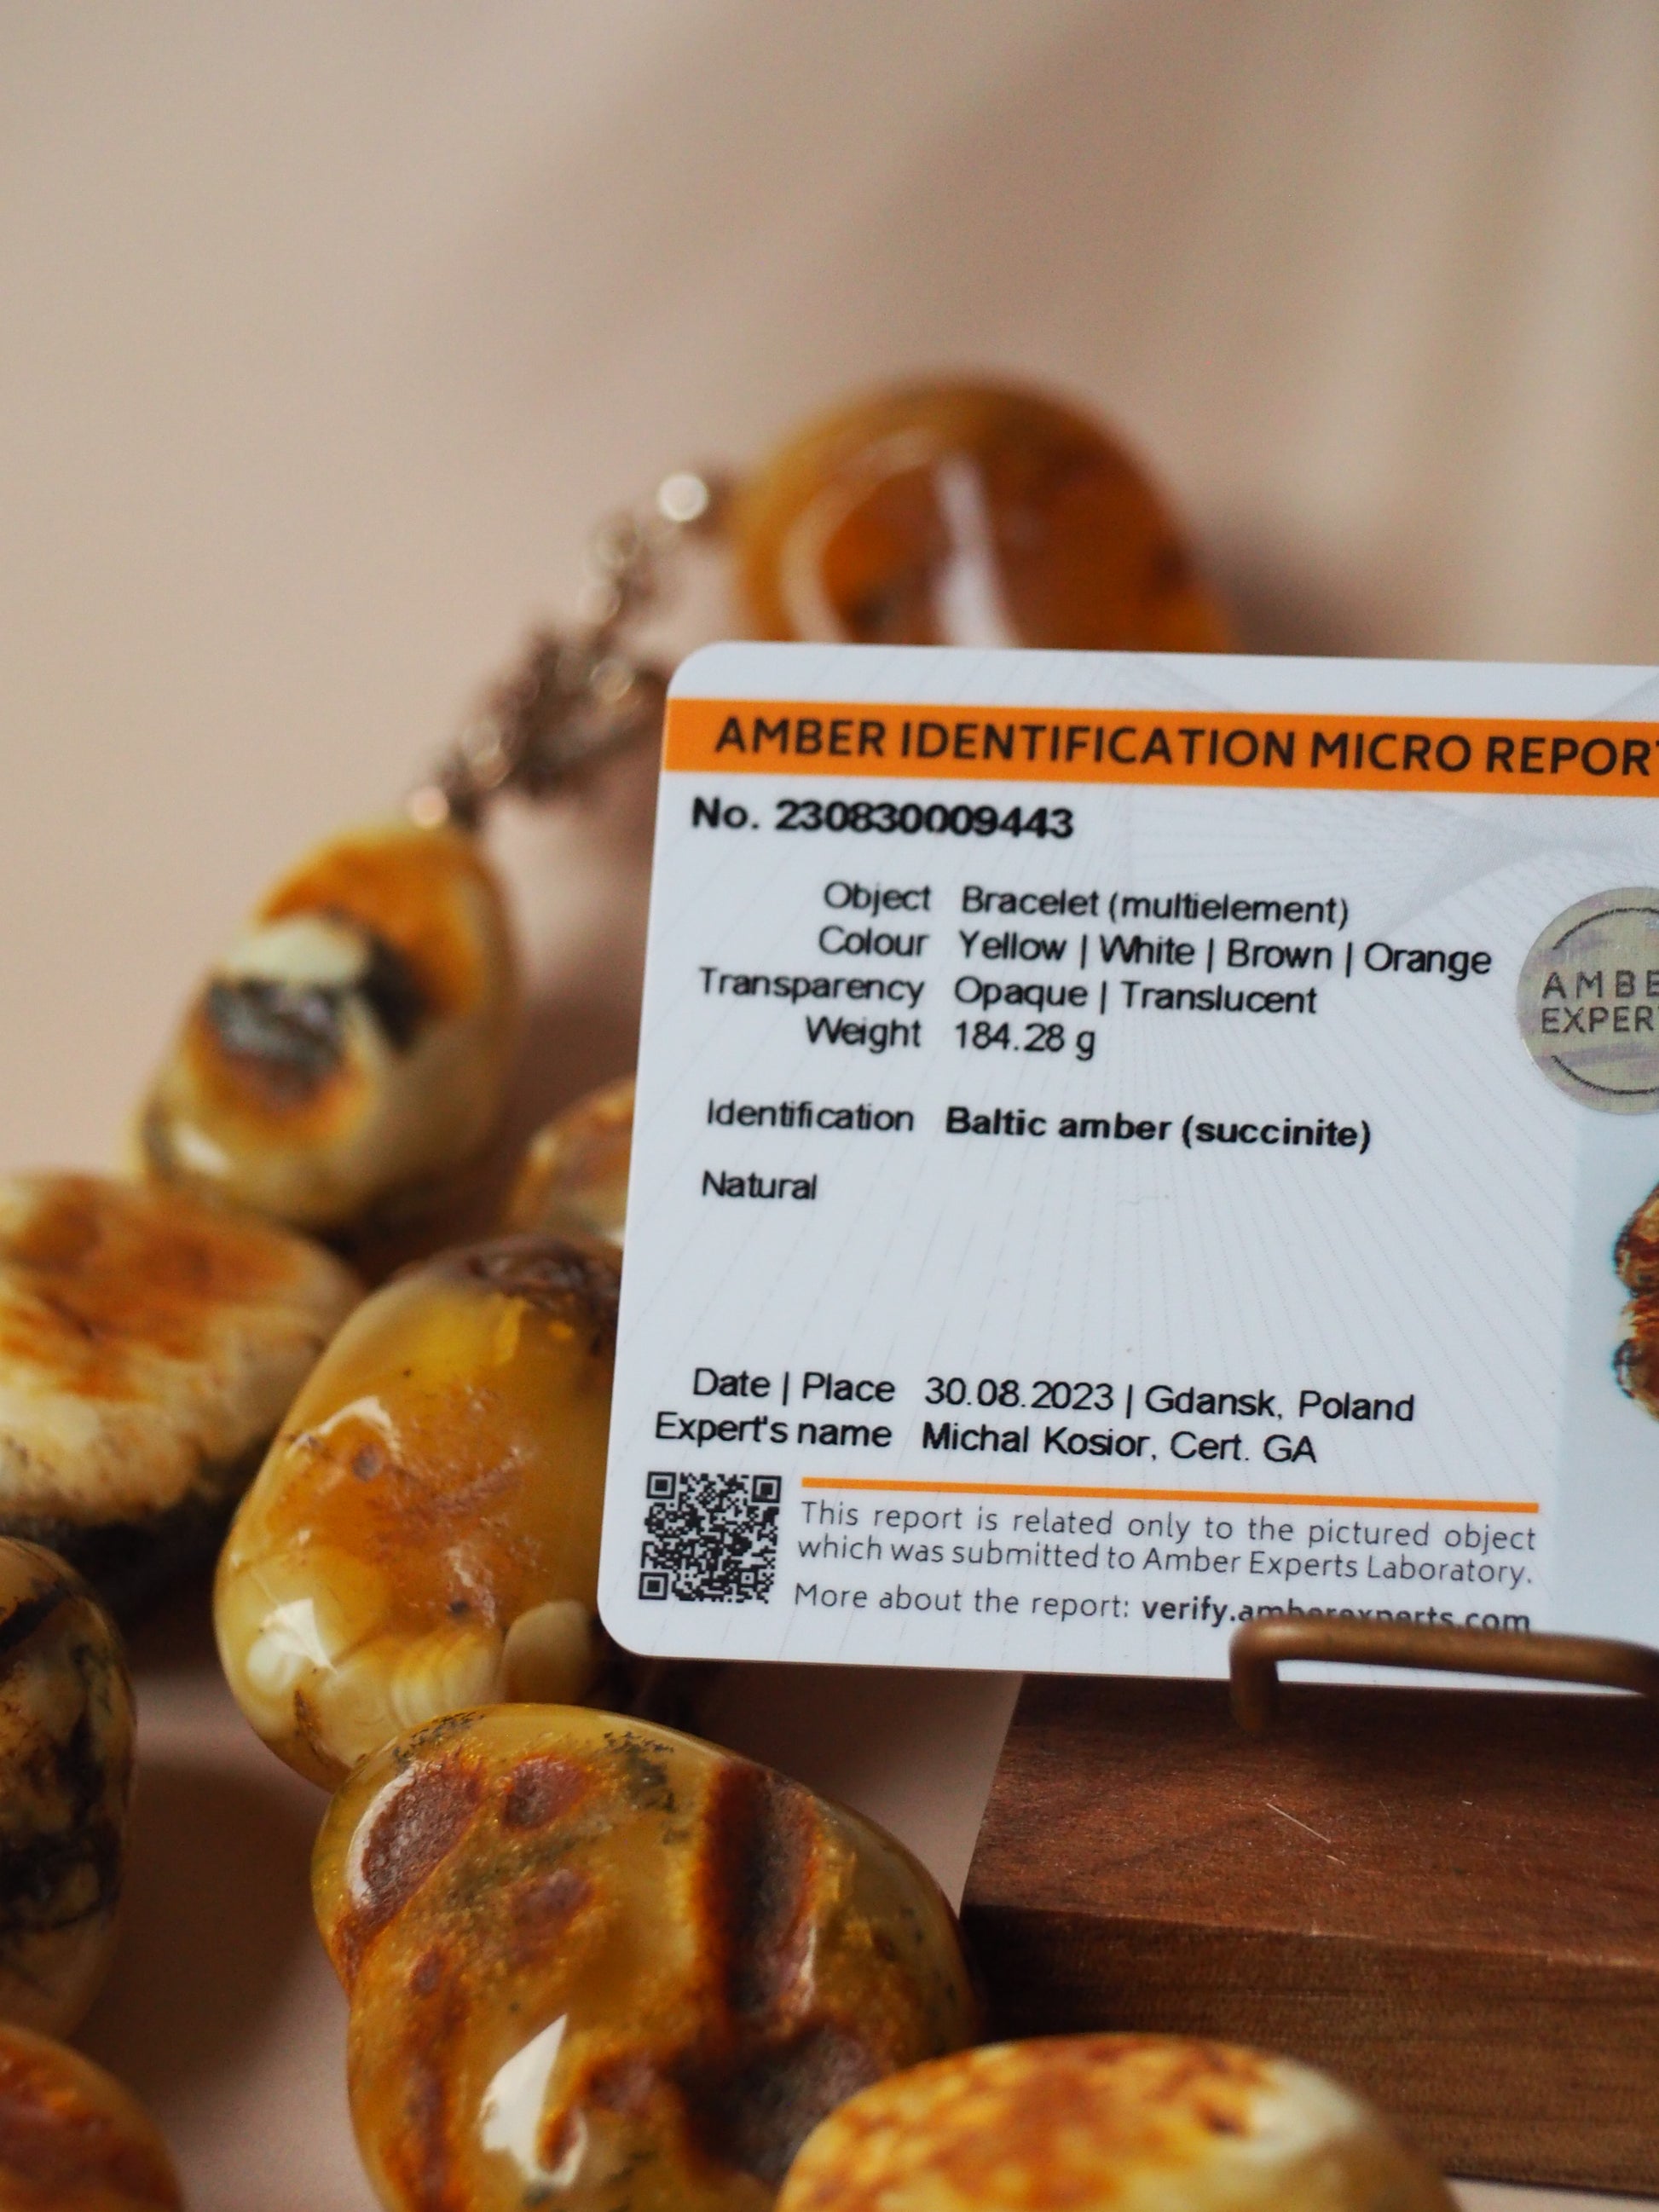 AMBER IDENTIFICATION MICRO REPORT
No. 230830009443
Object Bracelet (multielement)
Colour Yellow | White | Brown | Orange
Transparency Opaque | Translucent
Weight 184.28 g
AMBE
EXPER
Identification Baltic amber (succinite)
Natural
Date | Place 30.08.2023 | Gdansk, Poland
Expert's name Michal Kosior, Cert. GA
This report is related only to the pictured object
which was submitted to Amber Experts Laboratory.
More about the report: verify.amberexperts.com